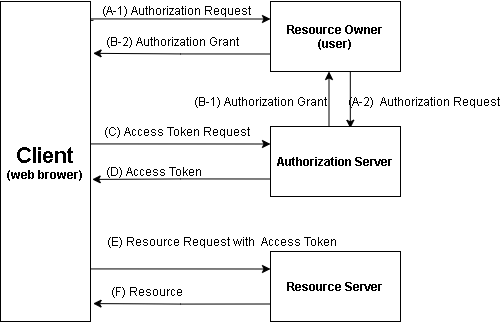 (A-1) Authorization Request
Resource Owner
(user)
(B-2) Authorization Grant
(B-1) Authorization Grant
(A-2) Authorization Request
(C) Access Token Request
Client
(web brower)
Authorization Server
(D) Access Token
(E) Resource Request with Access Token
(F) Resource
Resource Server